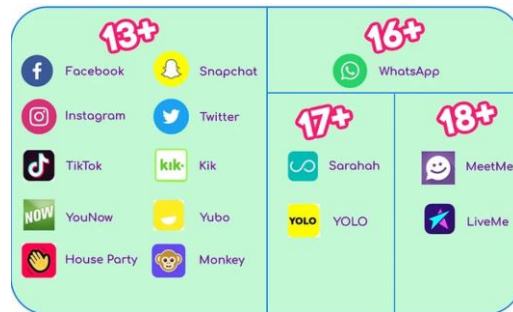 13+
Facebook
Snapchat
Instagram
Twitter
TikTok
kik.
Kik
NOW
YouNow
Yubo
House Party
Monkey
16+
WhatsApp
17+
Sarahah
YOLO
YOLO
18+
MeetMe
LiveMe